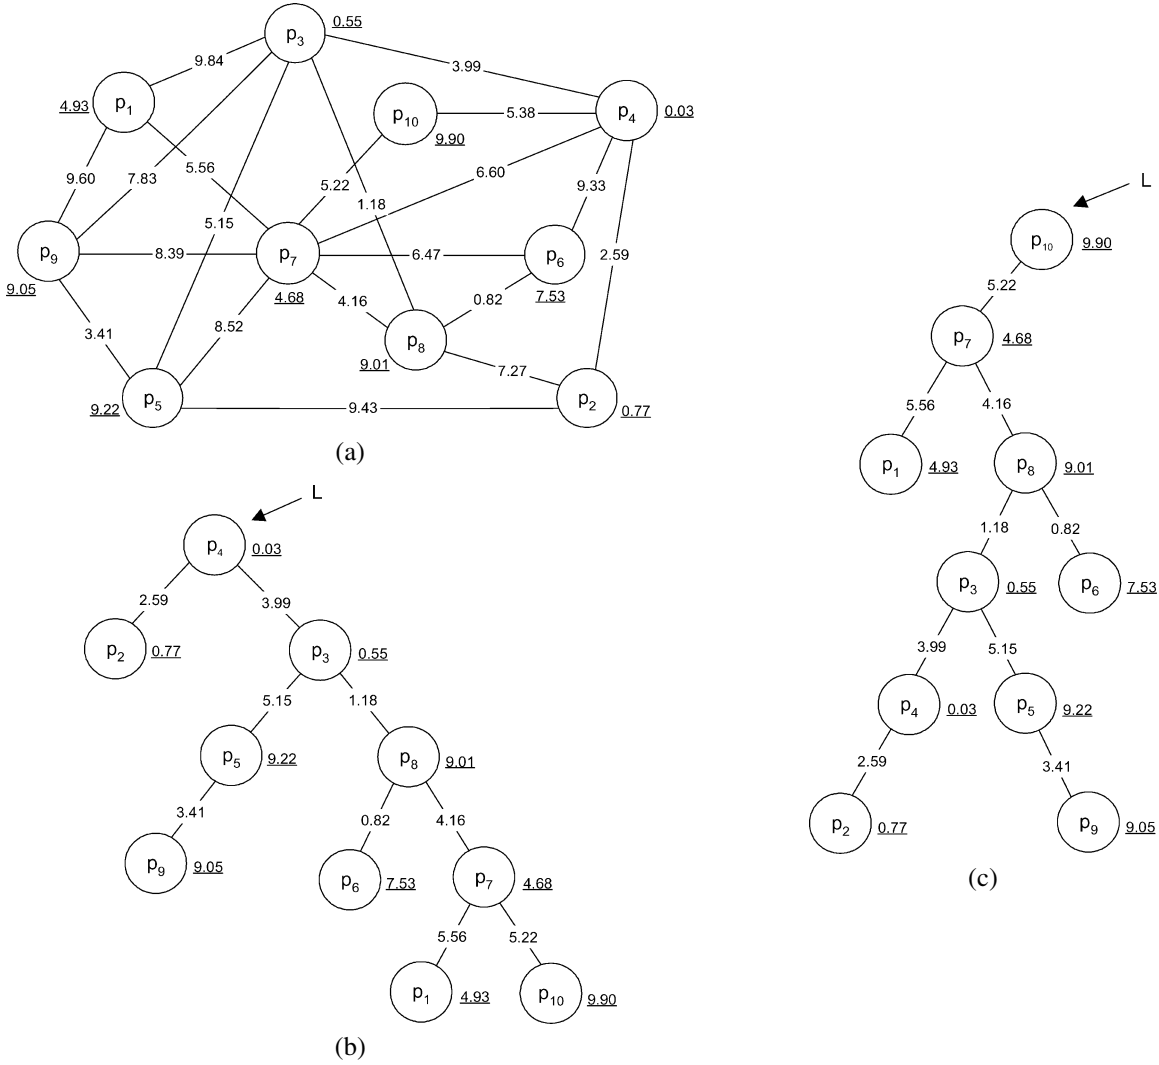 p3 0.55
9.84 3.99
p1 4.93
p10 9.90
5.38
p4 0.03
9.60 7.83 5.56 5.22 1.18 6.60 9.33
5.15
p9 9.05
8.39
p7 4.68
6.47
p6 7.53
2.59
3.41 8.52 4.16 0.82
p8 9.01
7.27
p5 9.22
9.43
p2 0.77
(a)
L
p4 0.03
2.59 3.99
p2 0.77
p3 0.55
5.15 1.18
p5 9.22
p8 9.01
3.41 0.82 4.16
p9 9.05
p6 7.53
p7 4.68
5.56 5.22
p1 4.93
p10 9.90
(b)
L
p10 9.90
5.22
p7 4.68
5.56 4.16
p1 4.93
p8 9.01
1.18 0.82
p3 0.55
p6 7.53
3.99 5.15
p4 0.03
p5 9.22
2.59 3.41
p2 0.77
p9 9.05
(c)